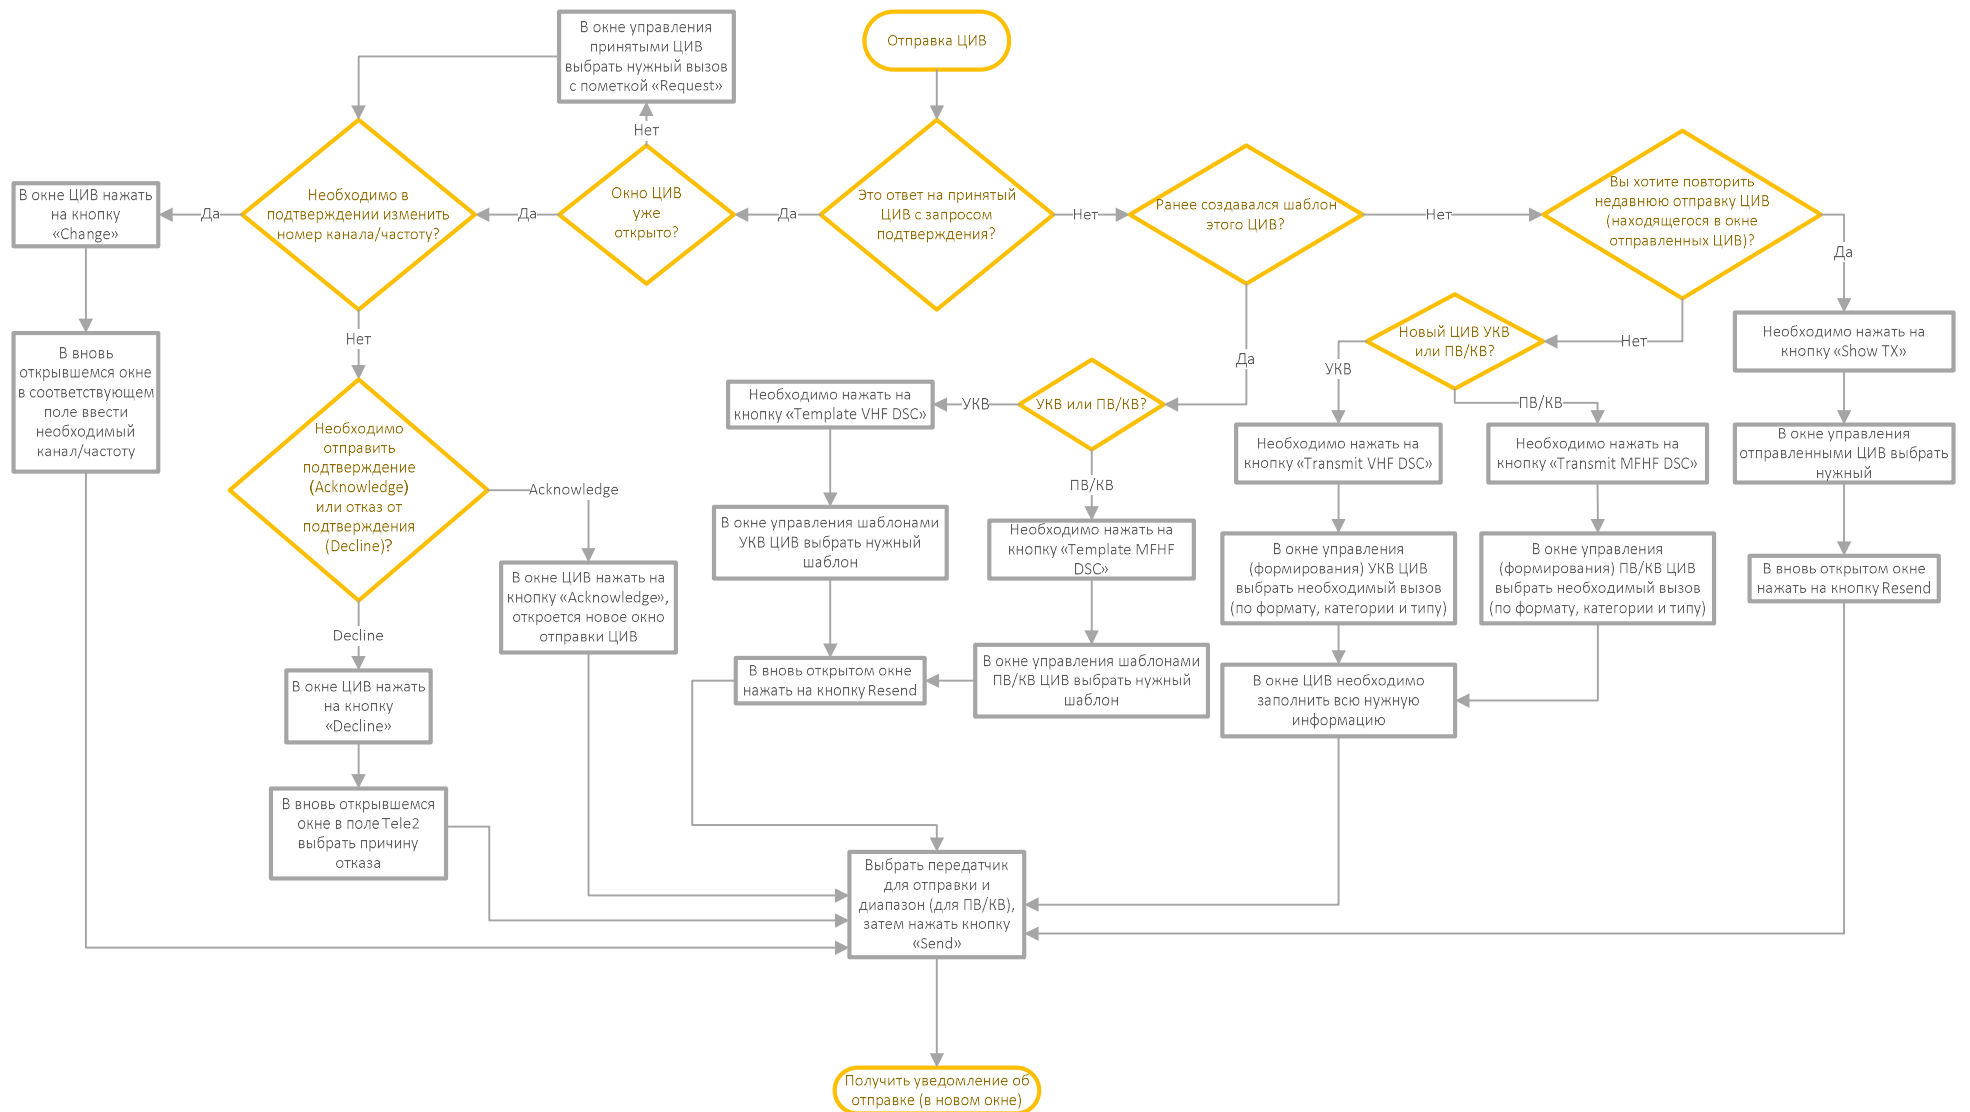 В окне управления
принятыми ЦИВ
выбрать нужный вызов
с пометкой «Request»
Отправка ЦИВ
Нет
Необходимо в
подтверждении изменить
номер канала/частоту?
Окно ЦИВ
уже
открыто?
Это ответ на принятый
ЦИВ с запросом
подтверждения?
Ранее создавался шаблон
этого ЦИВ?
Вы хотите повторить
недавнюю отправку ЦИВ
(находящегося в окне
отправленных ЦИВ)?
В окне ЦИВ нажать
на кнопку
«Change»
Да
Да
Да
Нет
Нет
Да
Нет
Да
Нет
В вновь
открывшемся окне
в соответствующем
поле ввести
необходимый
канал/частоту
Новый ЦИВ УКВ
или ПВ/КВ?
Необходимо нажать на
кнопку «Show TX»
УКВ
ПВ/КВ
Необходимо нажать на
кнопку «Template VHF DSC»
УКВ
УКВ или ПВ/КВ?
ПВ/КВ
Необходимо
отправить
подтверждение
(Acknowledge)
или отказ от
подтверждения
(Decline)?
Acknowledge
Decline
Необходимо нажать на
кнопку «Transmit VHF DSC»
Необходимо нажать на
кнопку «Transmit MFHF DSC»
В окне управления
отправленными ЦИВ выбрать
нужный
В окне управления шаблонами
УКВ ЦИВ выбрать нужный
шаблон
Необходимо нажать на
кнопку «Template MFHF
DSC»
В окне управления
(формирования) УКВ ЦИВ
выбрать необходимый вызов
(по формату, категории и типу)
В окне управления
(формирования) ПВ/КВ ЦИВ
выбрать необходимый вызов
(по формату, категории и типу)
В вновь открытом окне
нажать на кнопку Resend
В окне ЦИВ нажать на
кнопку «Acknowledge»,
откроется новое окно
отправки ЦИВ
В окне ЦИВ нажать
на кнопку
«Decline»
В вновь открытом окне
нажать на кнопку Resend
В окне управления шаблонами
ПВ/КВ ЦИВ выбрать нужный
шаблон
В окне ЦИВ необходимо
заполнить всю нужную
информацию
В вновь открывшемся
окне в поле Tele2
выбрать причину
отказа
Выбрать передатчик
для отправки и
диапазон (для ПВ/КВ),
затем нажать кнопку
«Send»
Получить уведомление об
отправке (в новом окне)